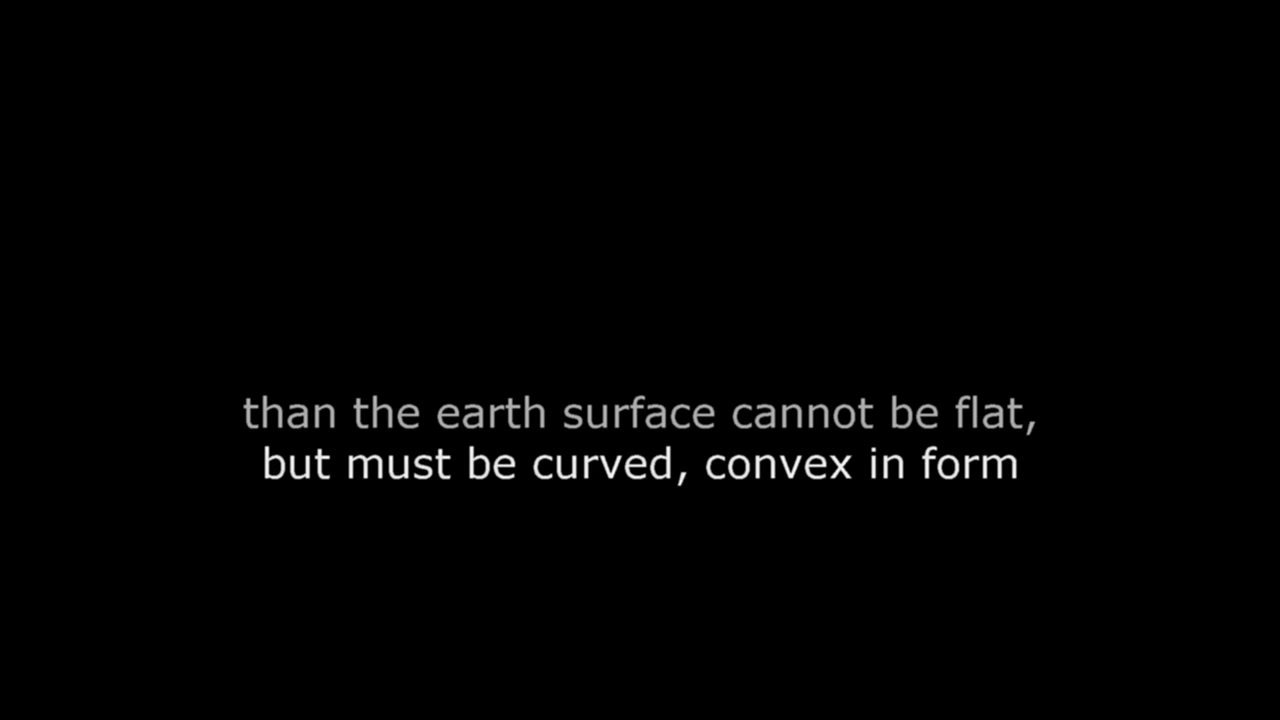 than the earth surface cannot be flat,
but must be curved, convex in form